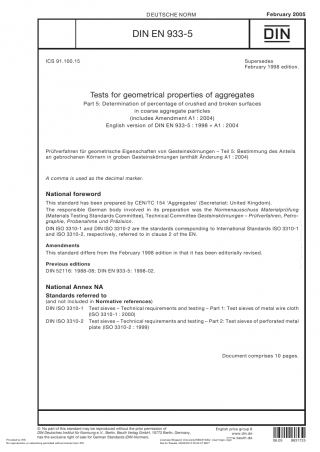 DEUTSCHE NORM
February 2005
DIN EN 933-5
DIN
ICS 91.100.15
Supersedes
February 1998 edition.
Tests for geometrical properties of aggregates
Part 5: Determination of percentage of crushed and broken surfaces
in coarse aggregate particles
(includes Amendment A1 : 2004)
English version of DIN EN 933-5 : 1998 + A1 : 2004
Prüfverfahren für geometrische Eigenschaften von Gesteinskörnungen – Teil 5: Bestimmung des Anteils
an gebrochenen Körnern in groben Gesteinskörnungen (enthält Änderung A1 : 2004)
A comma is used as the decimal marker.
National foreword
This standard has been prepared by CEN/TC 154 'Aggregates' (Secretariat: United Kingdom).
The responsible German body involved in its preparation was the Normenausschuss Materialprüfung
(Materials Testing Standards Committee), Technical Committee Gesteinskörnungen – Prüfverfahren, Petro-
graphie, Probenahme und Präzision.
DIN ISO 3310-1 and DIN ISO 3310-2 are the standards corresponding to International Standards ISO 3310-1
and ISO 3310-2, respectively, referred to in clause 2 of the EN.
Amendments
This standard differs from the February 1998 edition in that it has been editorially revised.
Previous editions
DIN 52116: 1988-08; DIN EN 933-5: 1998-02.
National Annex NA
Standards referred to
(and not included in Normative references)
DIN ISO 3310-1 Test sieves – Technical requirements and testing – Part 1: Test sieves of metal wire cloth
(ISO 3310-1 : 2000)
DIN ISO 3310-2 Test sieves – Technical requirements and testing – Part 2: Test sieves of perforated metal
plate (ISO 3310-2 : 1999)
Document comprises 10 pages.
© No part of this standard may be reproduced without the prior permission of
DIN Deutsches Institut für Normung e. V., Berlin. Beuth Verlag GmbH, 10772 Berlin, Germany,
has the exclusive right of sale for German Standards (DIN-Normen).
English price group 8
www.din.de
www.beuth.de
06.05